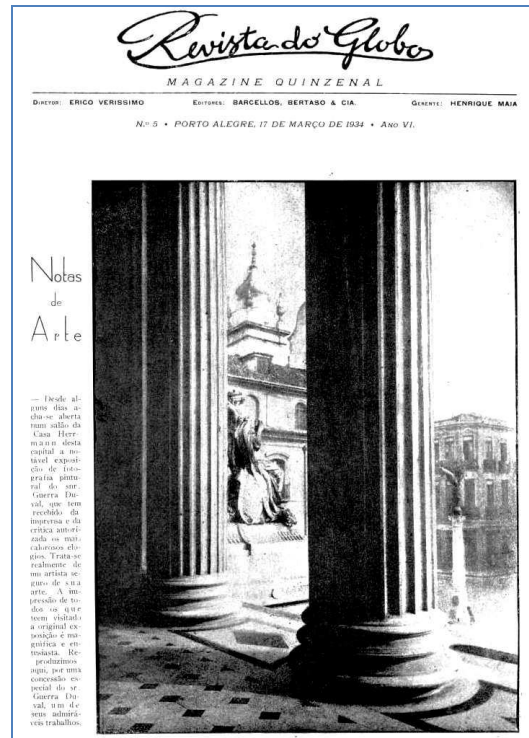 Revista do Globo
MAGAZINE QUINZENAL
DIRETOR: ERICO VERISSIMO EDITORES: BARCELLOS, BERTASO & CIA. GERENTE: HENRIQUE MAIA
N.º 5 • PORTO ALEGRE, 17 DE MARÇO DE 1934 • ANO VI.
Notas
de
Arte
— Desde al-
guns dias a-
cha-se aberta
num salão da
Casa Herr-
mann desta
capital a no-
tável exposi-
ção de foto-
grafia pintu-
ral do snr.
Guerra Du-
val, que tem
recebido da
imprensa e da
critica autori-
zada os mais
calorosos elo-
gios. Trata-se
realmente de
um artista se-
guro de sua
arte. A im-
pressão de to-
dos os que
teem visitado
a original ex-
posição é ma-
gnífica e en-
tusiasta. Re-
produzimos
aqui, por uma
concessão es-
pecial do sr.
Guerra Du-
val, um de
seus admirá-
veis trabalhos.